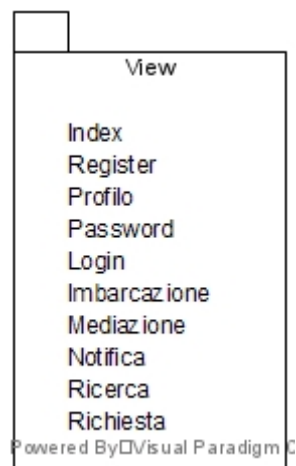 View
Index
Register
Profilo
Password
Login
Imbarcazione
Mediazione
Notifica
Ricerca
Richiesta
Powered By□Visual Paradigm